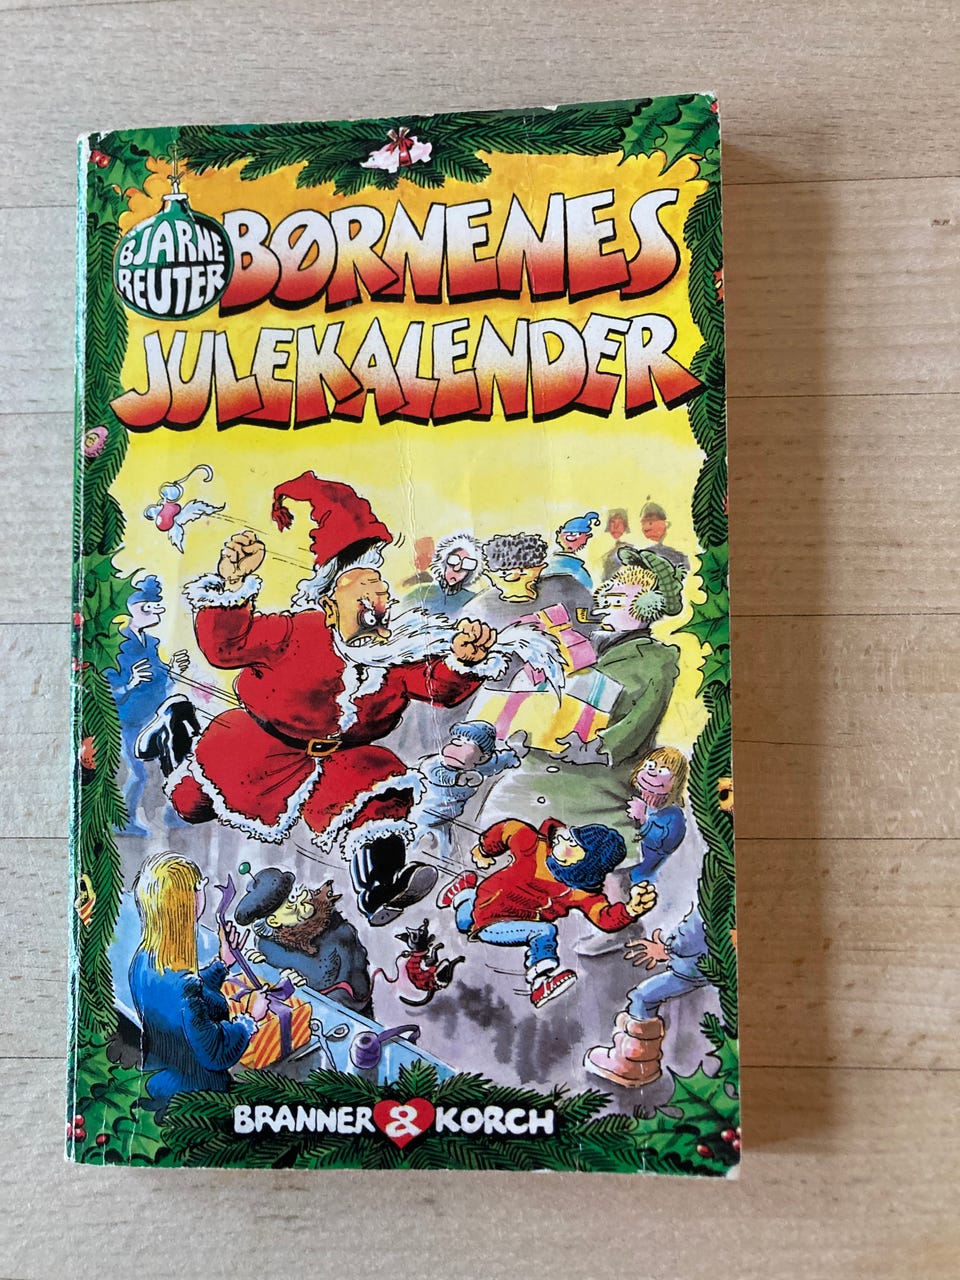 BJARNE
REUTER
BØRNENES
JULEKALENDER
BRANNER & KORCH